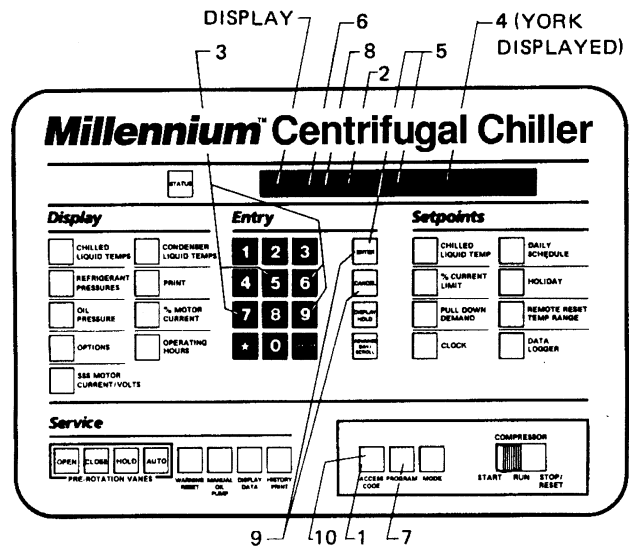 DISPLAY
6
4 (YORK
DISPLAYED)
3
8
2
5
Millennium™ Centrifugal Chiller
STATUS
Display
Entry
Setpoints
CHILLED
LIQUID TEMPS
CONDENSER
LIQUID TEMPS
1 2 3
ENTER
CHILLED
LIQUID TEMP
DAILY
SCHEDULE
REFRIGERANT
PRESSURES
PRINT
4 5 6
CANCEL
% CURRENT
LIMIT
HOLIDAY
OIL
PRESSURE
% MOTOR
CURRENT
7 8 9
DISPLAY
HOLD
PULL DOWN
DEMAND
REMOTE RESET
TEMP RANGE
OPTIONS
OPERATING
HOURS
* 0
ADVANCE
DAY/
SCROLL
CLOCK
DATA
LOGGER
SSS MOTOR
CURRENT/VOLTS
Service
OPEN CLOSE HOLD AUTO
PRE-ROTATION VANES
WARNING
RESET
MANUAL
OIL
PUMP
DISPLAY
DATA
HISTORY
PRINT
ACCESS
CODE
PROGRAM
MODE
COMPRESSOR
START RUN STOP/
RESET
9 10 1 7